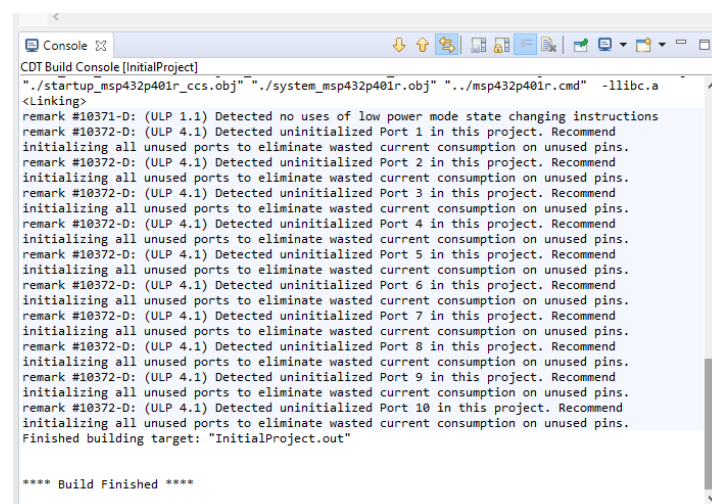 Console
CDT Build Console [InitialProject]
"./startup_msp432p401r_ccs.obj" "./system_msp432p401r.obj" "../msp432p401r.cmd"  -llibc.a
<Linking>
remark #10371-D: (ULP 1.1) Detected no uses of low power mode state changing instructions
remark #10372-D: (ULP 4.1) Detected uninitialized Port 1 in this project. Recommend
initializing all unused ports to eliminate wasted current consumption on unused pins.
remark #10372-D: (ULP 4.1) Detected uninitialized Port 2 in this project. Recommend
initializing all unused ports to eliminate wasted current consumption on unused pins.
remark #10372-D: (ULP 4.1) Detected uninitialized Port 3 in this project. Recommend
initializing all unused ports to eliminate wasted current consumption on unused pins.
remark #10372-D: (ULP 4.1) Detected uninitialized Port 4 in this project. Recommend
initializing all unused ports to eliminate wasted current consumption on unused pins.
remark #10372-D: (ULP 4.1) Detected uninitialized Port 5 in this project. Recommend
initializing all unused ports to eliminate wasted current consumption on unused pins.
remark #10372-D: (ULP 4.1) Detected uninitialized Port 6 in this project. Recommend
initializing all unused ports to eliminate wasted current consumption on unused pins.
remark #10372-D: (ULP 4.1) Detected uninitialized Port 7 in this project. Recommend
initializing all unused ports to eliminate wasted current consumption on unused pins.
remark #10372-D: (ULP 4.1) Detected uninitialized Port 8 in this project. Recommend
initializing all unused ports to eliminate wasted current consumption on unused pins.
remark #10372-D: (ULP 4.1) Detected uninitialized Port 9 in this project. Recommend
initializing all unused ports to eliminate wasted current consumption on unused pins.
remark #10372-D: (ULP 4.1) Detected uninitialized Port 10 in this project. Recommend
initializing all unused ports to eliminate wasted current consumption on unused pins.
Finished building target: "InitialProject.out"
**** Build Finished ****